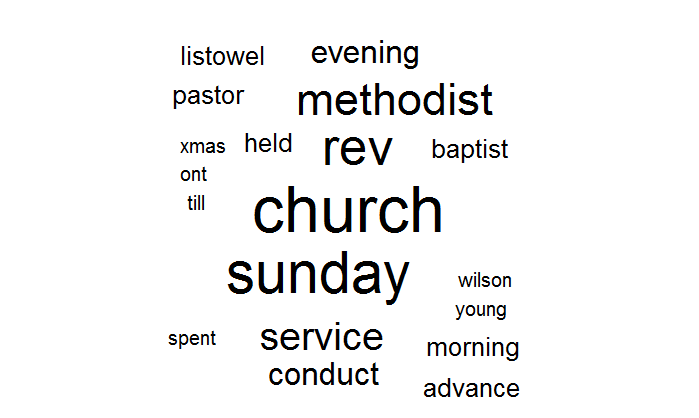 listowel evening
pastor methodist
xmas held rev baptist
ont
till church
sunday wilson
young
spent service morning
conduct advance